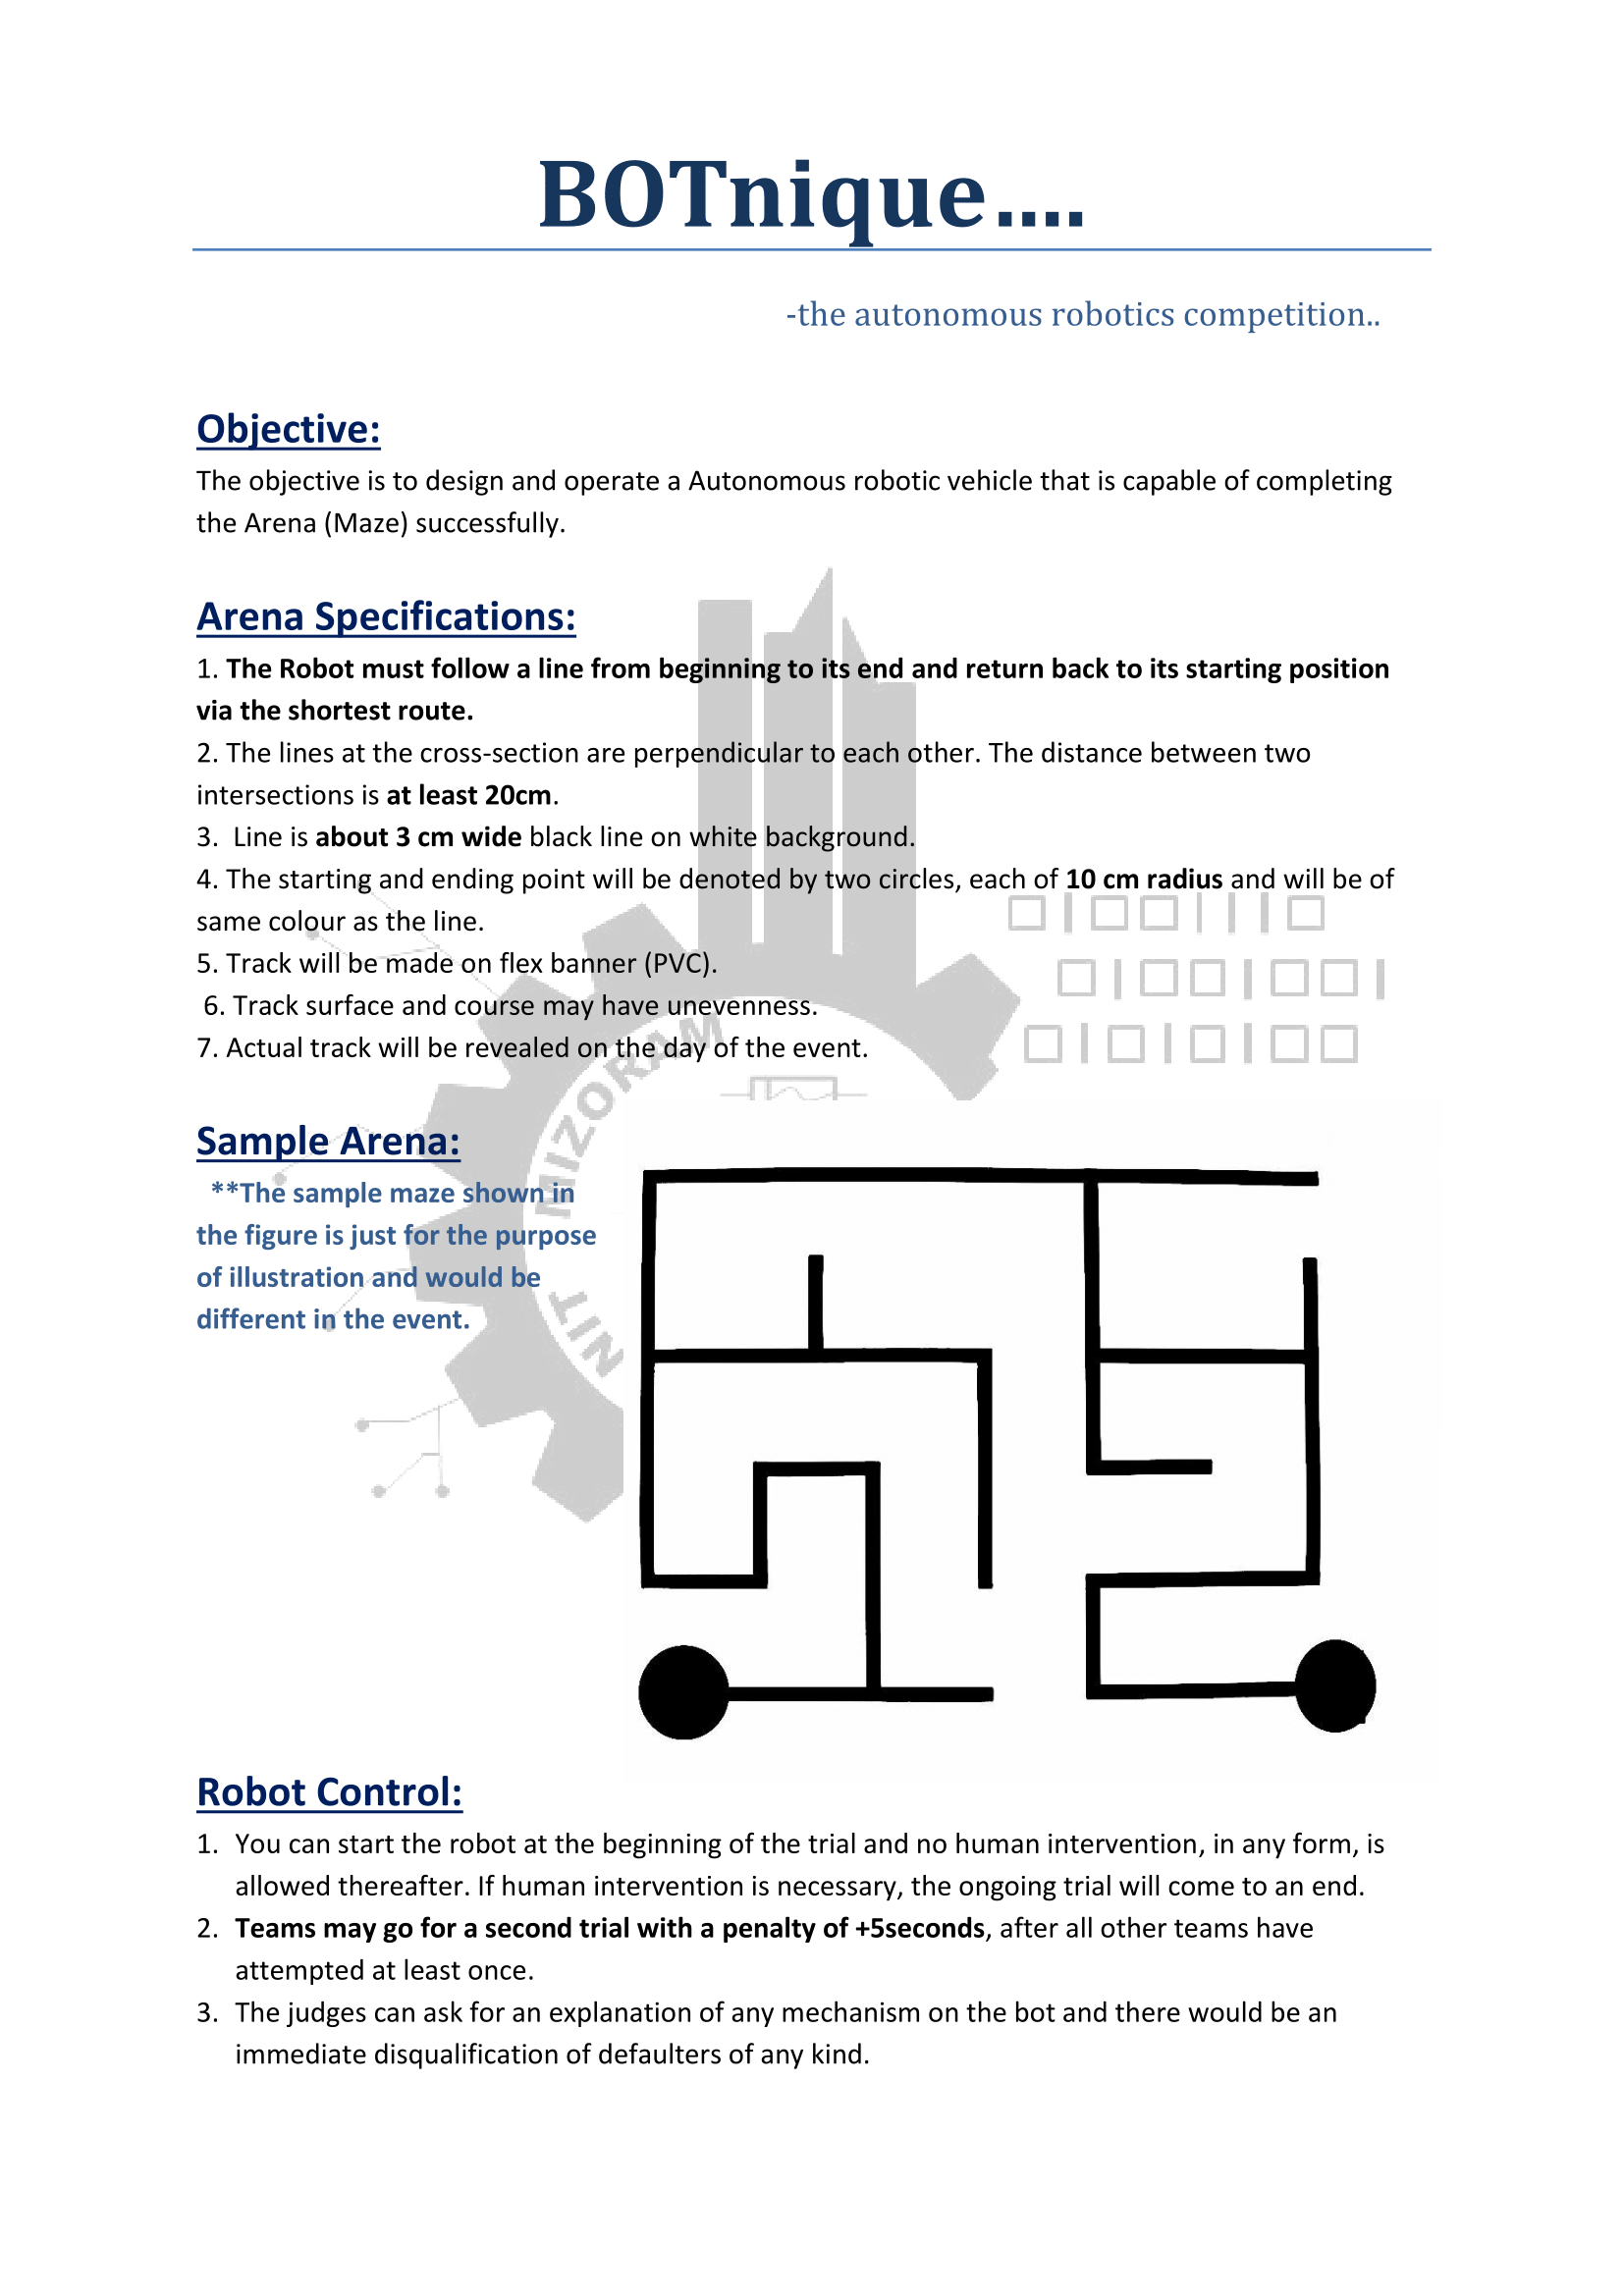 BOTnique....
-the autonomous robotics competition..
Objective:
The objective is to design and operate a Autonomous robotic vehicle that is capable of completing
the Arena (Maze) successfully.
Arena Specifications:
1. The Robot must follow a line from beginning to its end and return back to its starting position
via the shortest route.
2. The lines at the cross-section are perpendicular to each other. The distance between two
intersections is at least 20cm.
3.  Line is about 3 cm wide black line on white background.
4. The starting and ending point will be denoted by two circles, each of 10 cm radius and will be of
same colour as the line.
5. Track will be made on flex banner (PVC).
6. Track surface and course may have unevenness.
7. Actual track will be revealed on the day of the event.
NIT MIZORAM
Sample Arena:
**The sample maze shown in
the figure is just for the purpose
of illustration and would be
different in the event.
Robot Control:
1. You can start the robot at the beginning of the trial and no human intervention, in any form, is
allowed thereafter. If human intervention is necessary, the ongoing trial will come to an end.
2. Teams may go for a second trial with a penalty of +5seconds, after all other teams have
attempted at least once.
3. The judges can ask for an explanation of any mechanism on the bot and there would be an
immediate disqualification of defaulters of any kind.